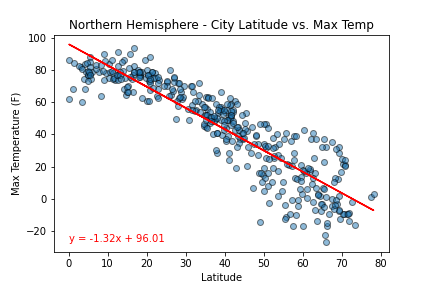 Northern Hemisphere - City Latitude vs. Max Temp
Max Temperature (F)
100
80
60
40
20
0
−20
y = -1.32x + 96.01
0 10 20 30 40 50 60 70 80
Latitude